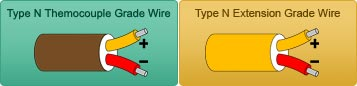 Type N Themocouple Grade Wire
+
−
Type N Extension Grade Wire
+
−